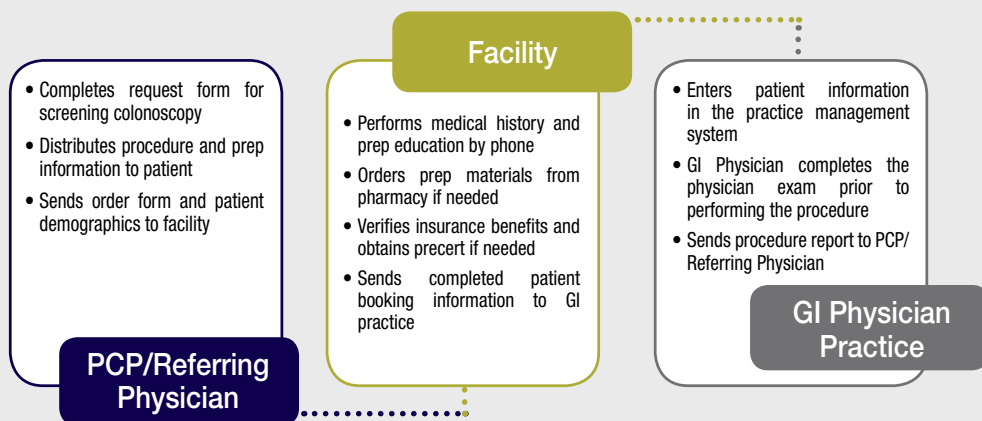 • Completes request form for
screening colonoscopy
• Distributes procedure and prep
information to patient
• Sends order form and patient
demographics to facility
PCP/Referring
Physician
Facility
• Performs medical history and
prep education by phone
• Orders prep materials from
pharmacy if needed
• Verifies insurance benefits and
obtains precert if needed
• Sends completed patient
booking information to GI
practice
• Enters patient information
in the practice management
system
• GI Physician completes the
physician exam prior to
performing the procedure
• Sends procedure report to PCP/
Referring Physician
GI Physician
Practice